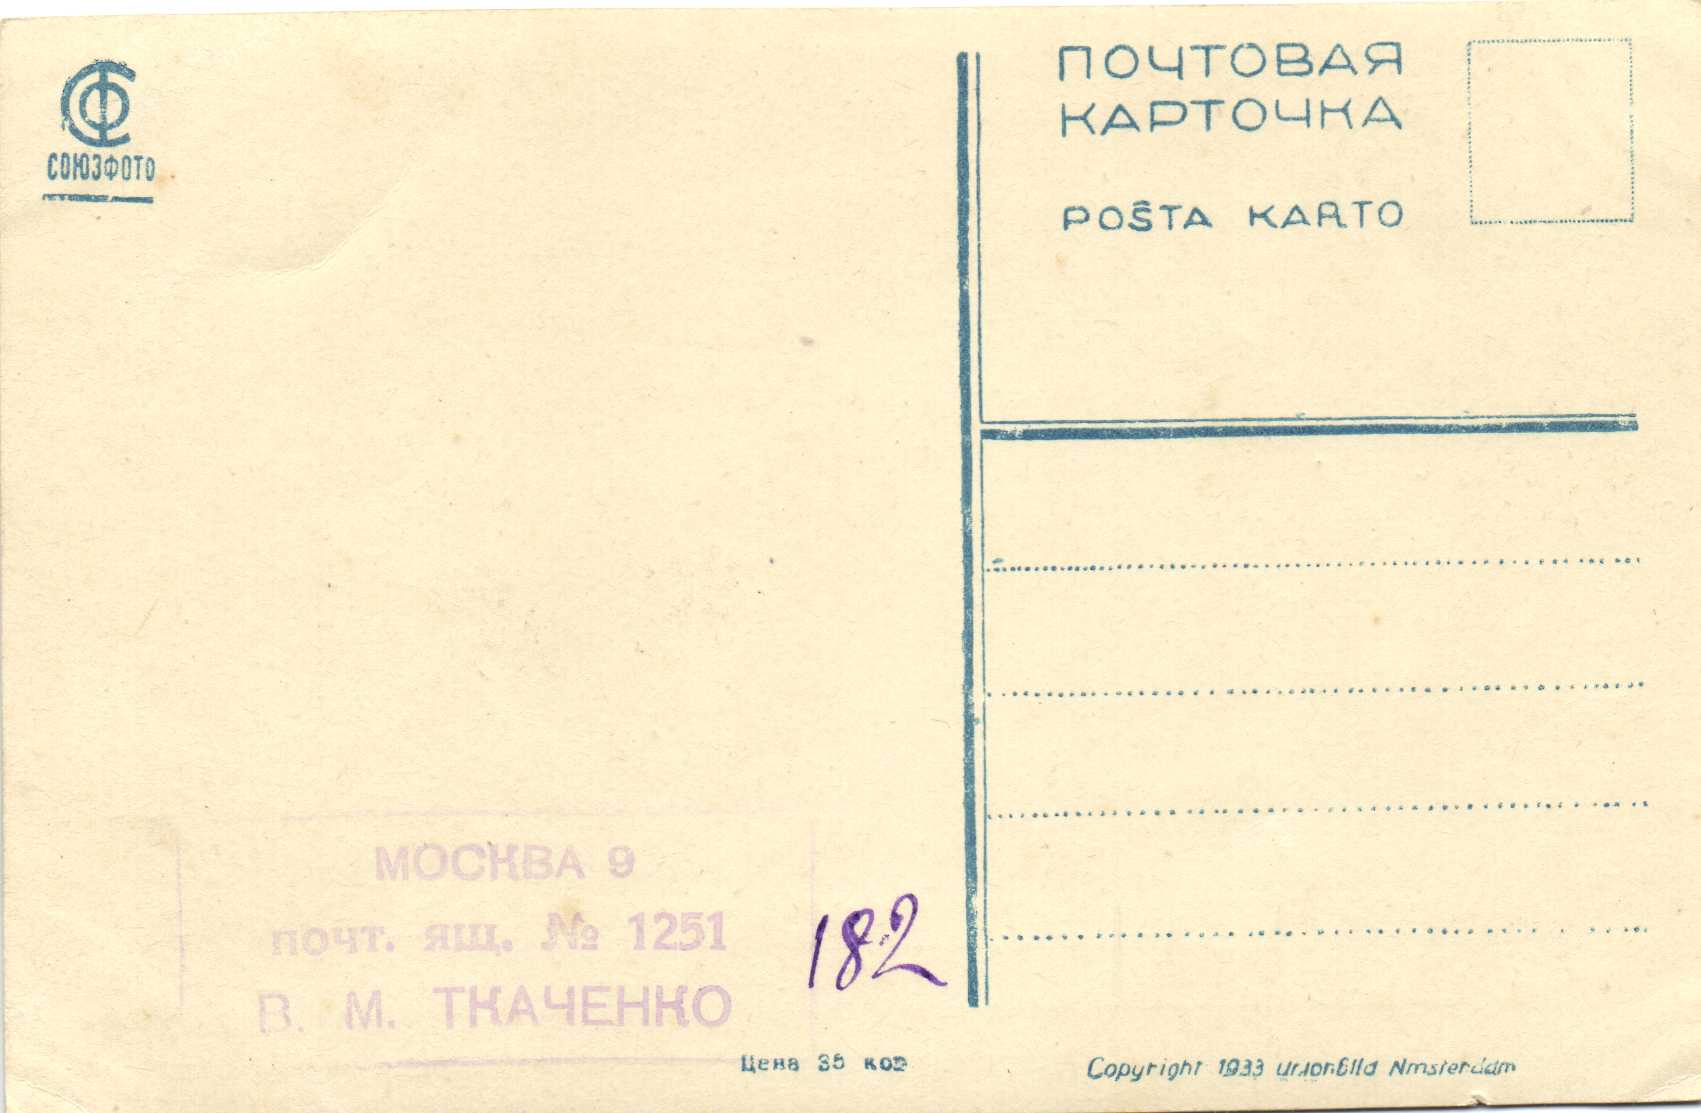 СОЮЗФОТО
ПОЧТОВАЯ
КАРТОЧКА
POŜTA KARTO
МОСКВА 9
ПОЧТ. ЯЩ. № 1251
В. М. ТКАЧЕНКО
182
Цена 35 коп
Copyright 1933 Unionbild Amsterdam